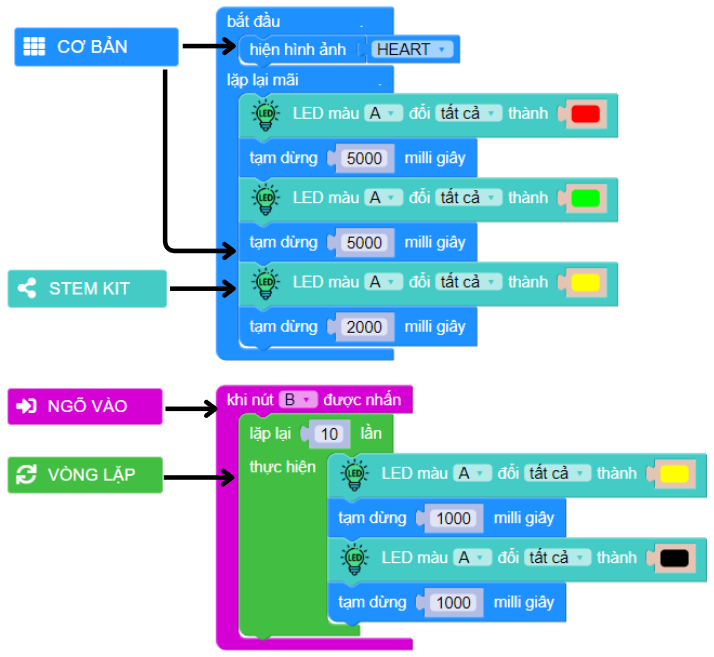 bắt đầu
CƠ BẢN
hiện hình ảnh HEART
lặp lại mãi
LED màu A đổi tất cả thành
tạm dừng 5000 milli giây
LED màu A đổi tất cả thành
tạm dừng 5000 milli giây
STEM KIT
LED màu A đổi tất cả thành
tạm dừng 2000 milli giây
NGÕ VÀO
khi nút B được nhấn
lặp lại 10 lần
VÒNG LẶP
thực hiện
LED màu A đổi tất cả thành
tạm dừng 1000 milli giây
LED màu A đổi tất cả thành
tạm dừng 1000 milli giây